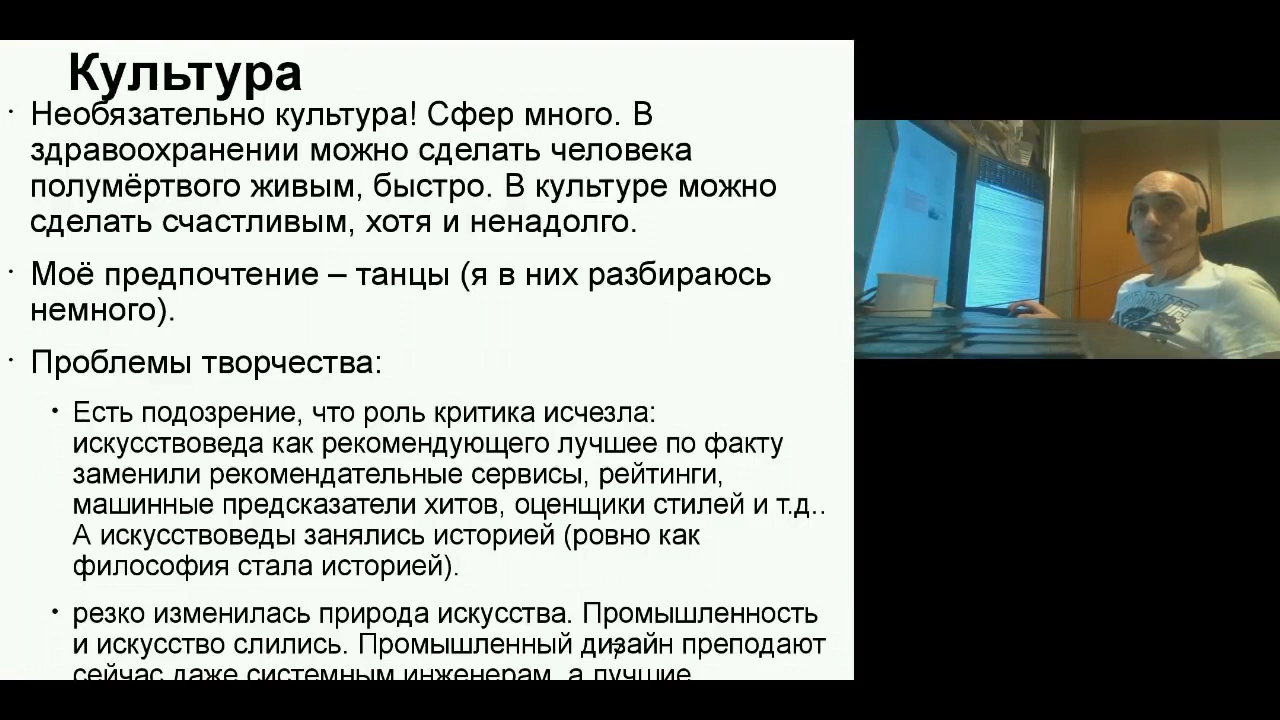 Культура
· Необязательно культура! Сфер много. В
здравоохранении можно сделать человека
полумёртвого живым, быстро. В культуре можно
сделать счастливым, хотя и ненадолго.
· Моё предпочтение – танцы (я в них разбираюсь
немного).
· Проблемы творчества:
• Есть подозрение, что роль критика исчезла:
искусствоведа как рекомендующего лучшее по факту
заменили рекомендательные сервисы, рейтинги,
машинные предсказатели хитов, оценщики стилей и т.д..
А искусствоведы занялись историей (ровно как
философия стала историей).
• резко изменилась природа искусства. Промышленность
и искусство слились. Промышленный дизайн преподают
сейчас даже системным инженерам, а лучшие